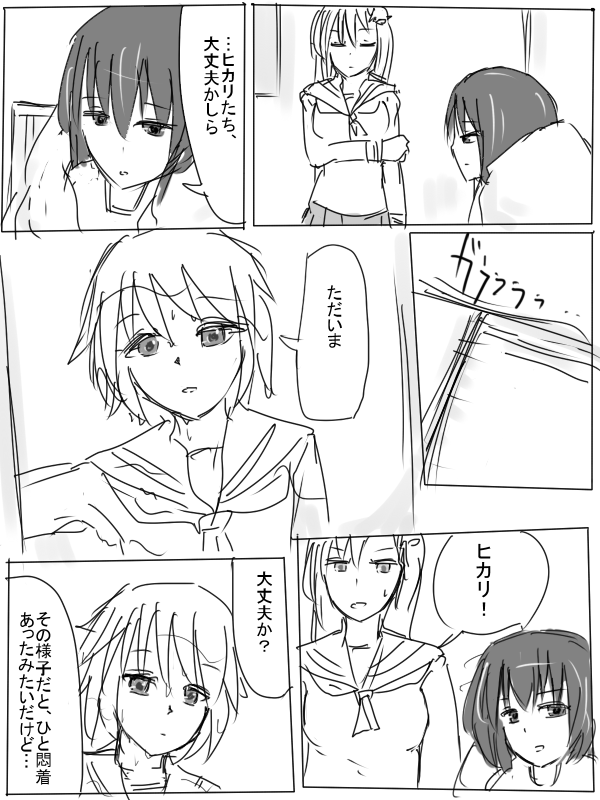 …ヒカリたち、
大丈夫かしら
ガラララ
ただいま
ヒカリ！
大丈夫か？
その様子だと、ひと悶着
あったみたいだけど…